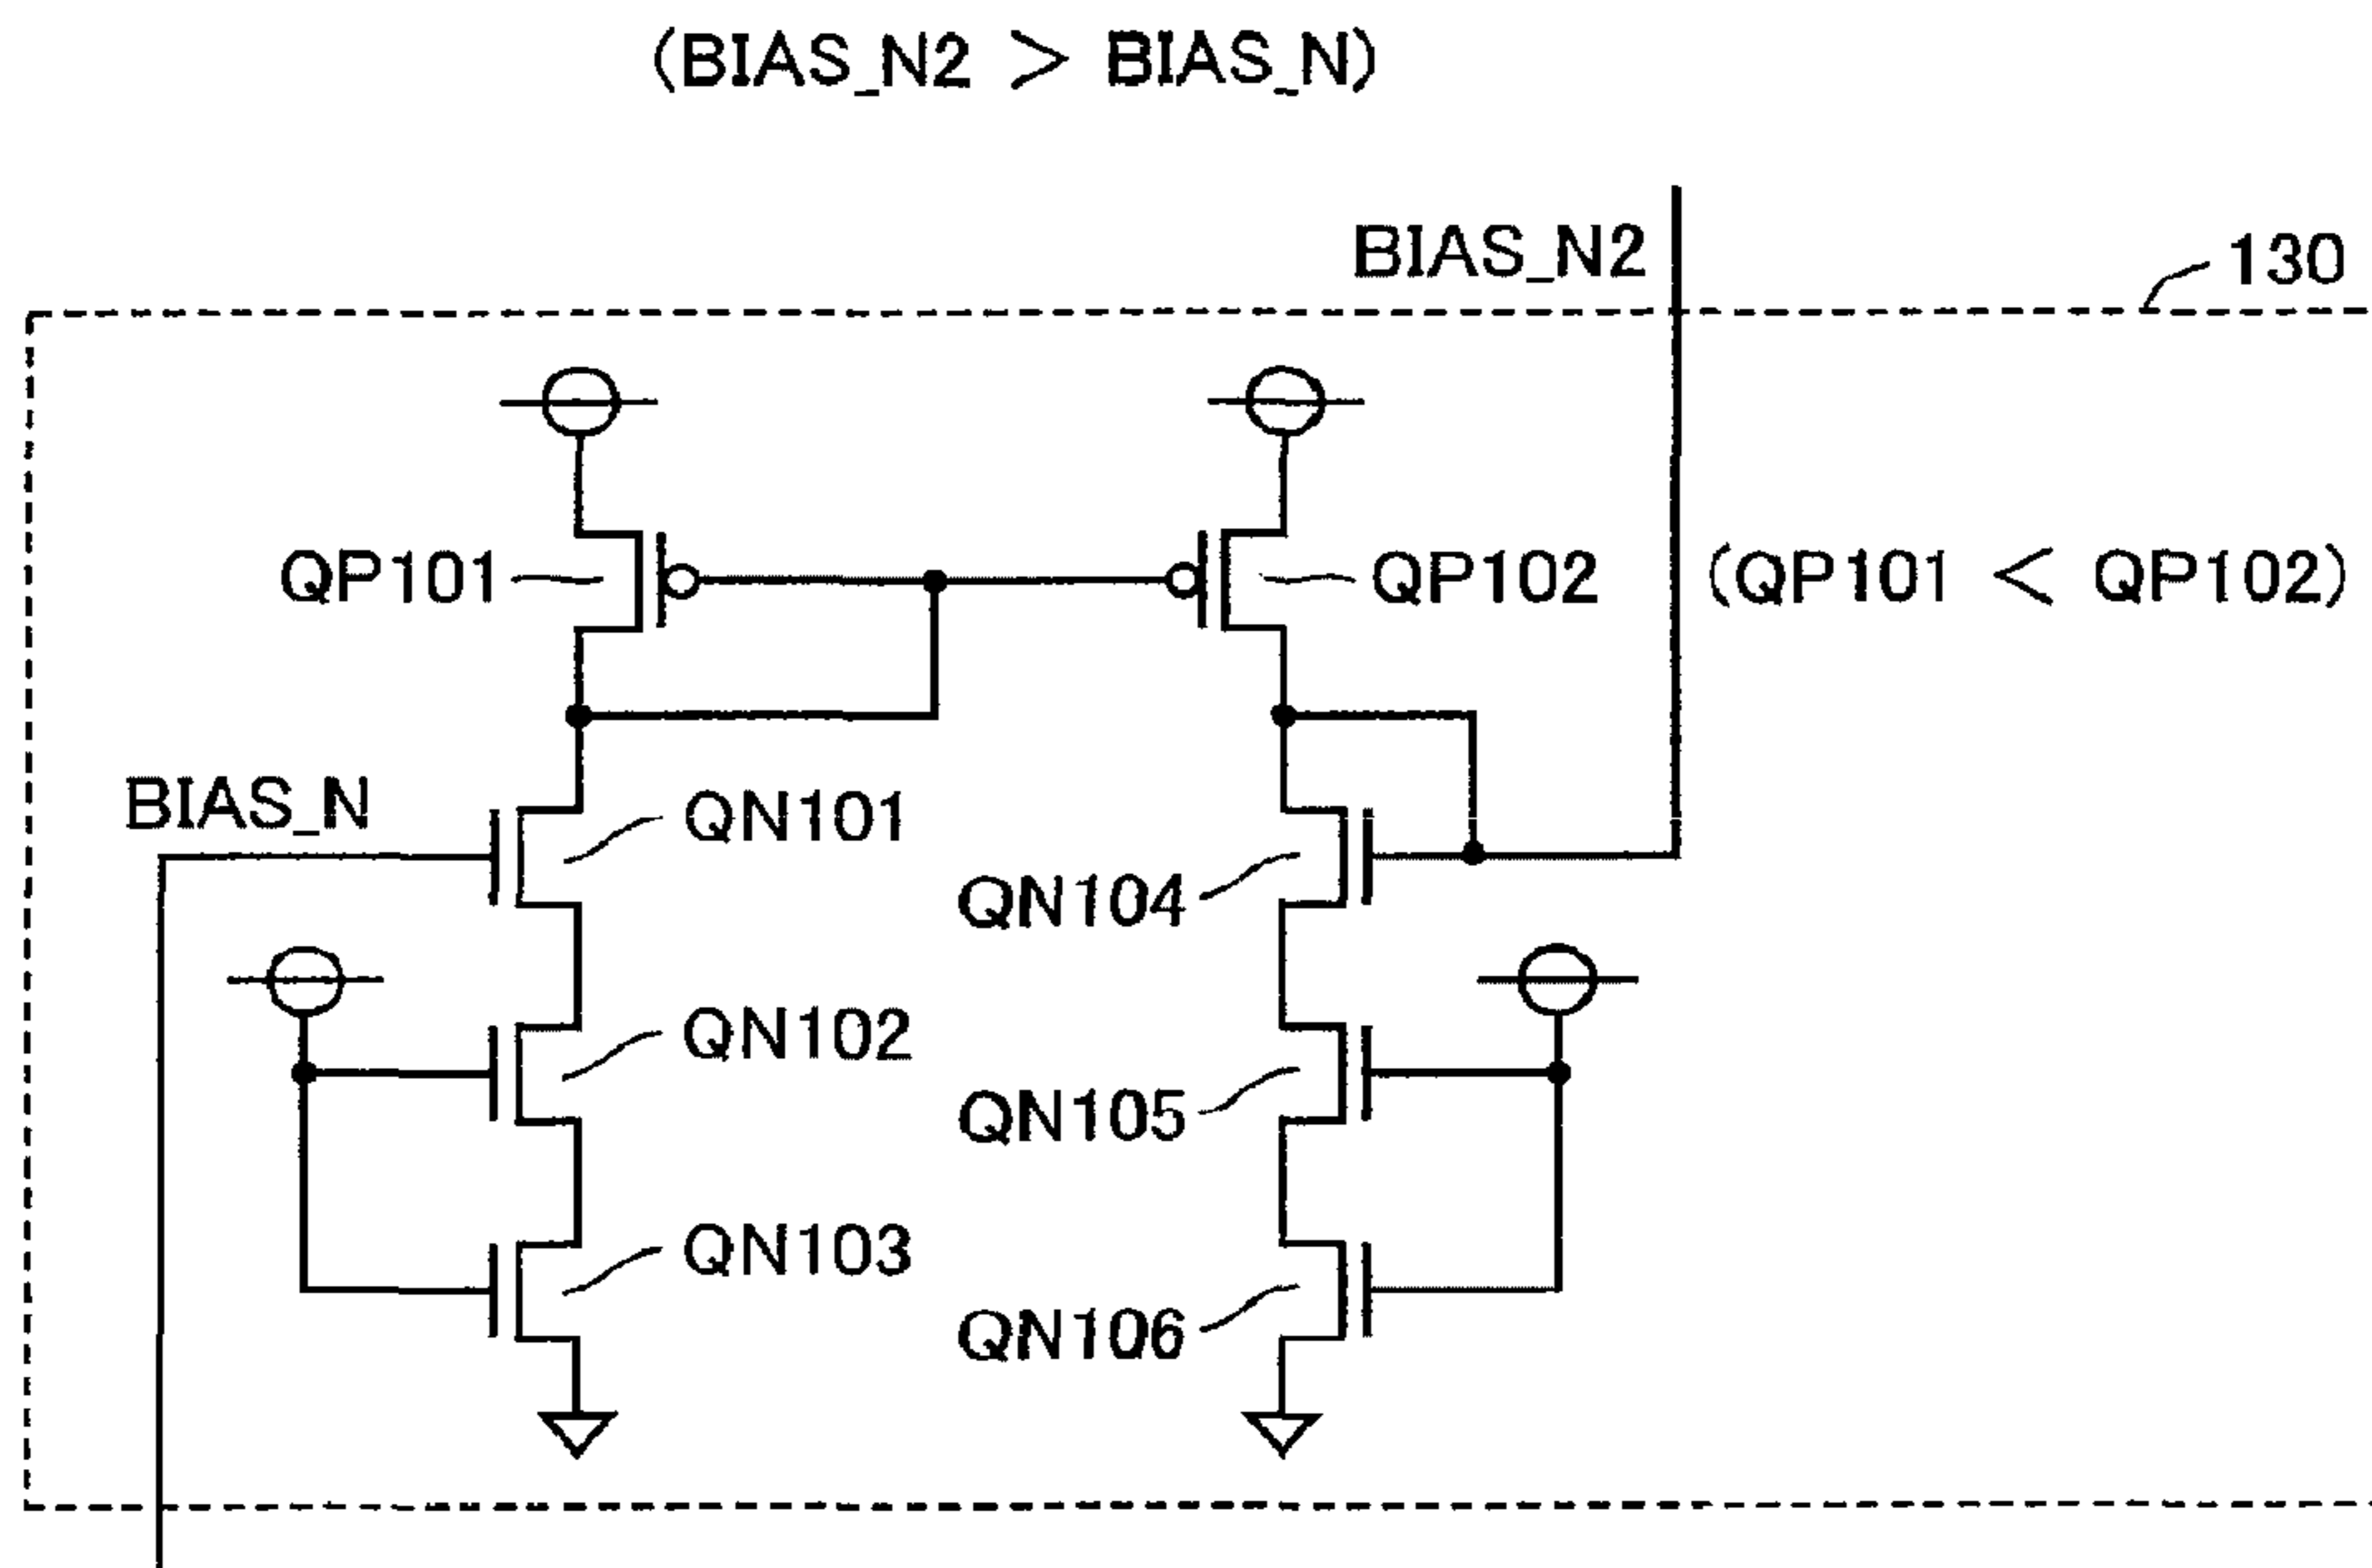 (BIAS_N2 > BIAS_N)
BIAS_N2
130
QP101
QP102
(QP101 < QP102)
BIAS_N
QN101
QN104
QN102
QN105
QN103
QN106